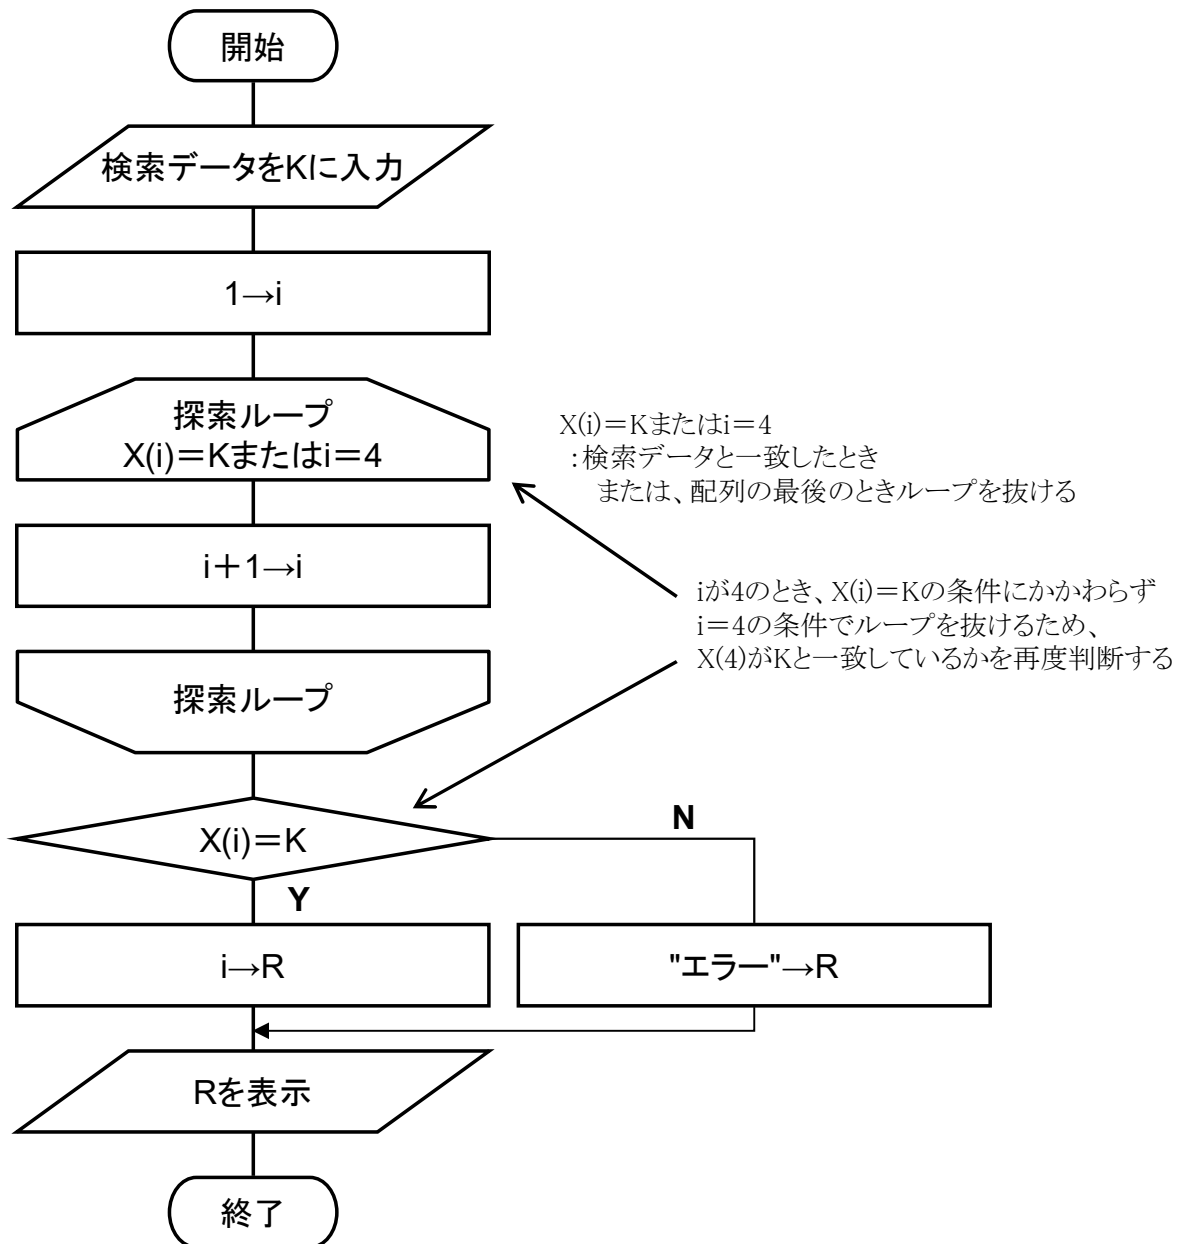 開始
検索データをKに入力
1→i
探索ループ
X(i)=Kまたはi=4
X(i)=Kまたはi=4
:検索データと一致したとき
または、配列の最後のときループを抜ける
i+1→i
iが4のとき、X(i)=Kの条件にかかわらず
i=4の条件でループを抜けるため、
X(4)がKと一致しているかを再度判断する
探索ループ
X(i)=K
N
Y
i→R
"エラー"→R
Rを表示
終了